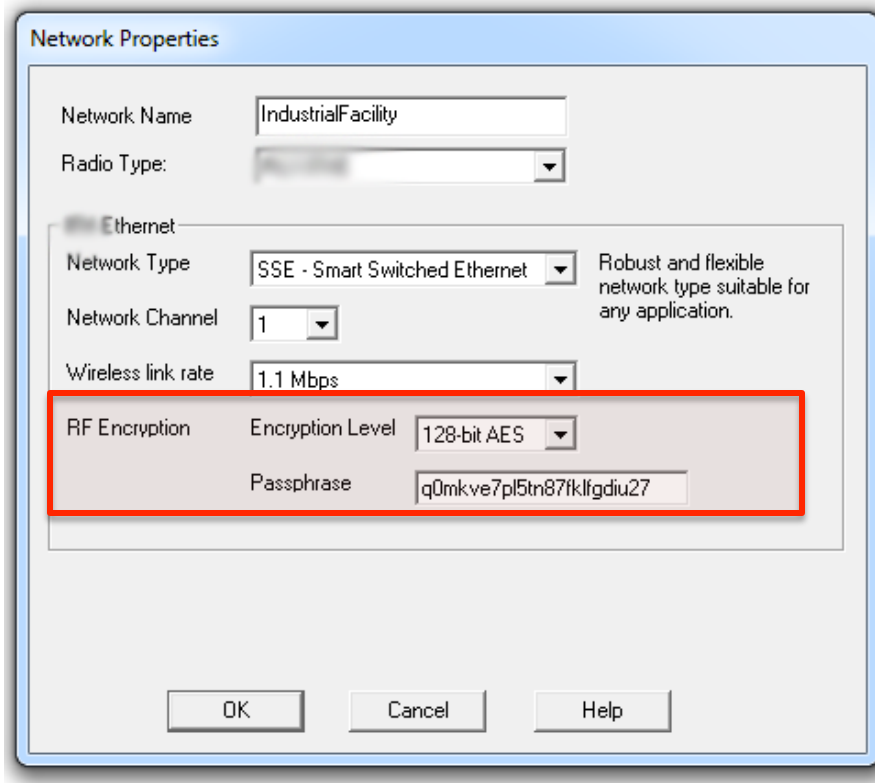 Network Properties
Network Name IndustrialFacility
Radio Type:
Ethernet
Network Type SSE - Smart Switched Ethernet Robust and flexible
network type suitable for
any application.
Network Channel 1
Wireless link rate 1.1 Mbps
RF Encryption Encryption Level 128-bit AES
Passphrase q0mkve7pl5tn87fklfgdiu27
OK Cancel Help